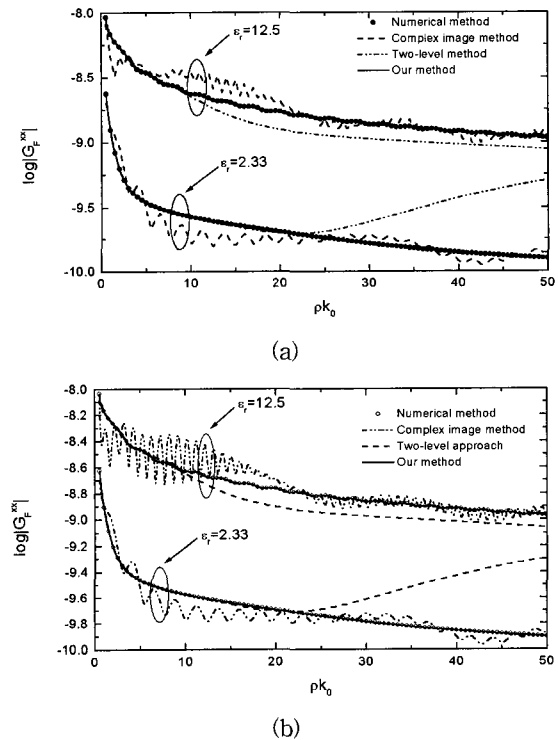 -8.0
-8.5
-9.0
-9.5
-10.0
log|G_F^xx|
ε_r=12.5
ε_r=2.33
Numerical method
Complex image method
Two-level method
Our method
0 10 20 30 40 50
ρk_0
(a)
-8.0
-8.2
-8.4
-8.6
-8.8
-9.0
-9.2
-9.4
-9.6
-9.8
-10.0
log|G_F^xx|
ε_r=12.5
ε_r=2.33
Numerical method
Complex image method
Two-level approach
Our method
0 10 20 30 40 50
ρk_0
(b)